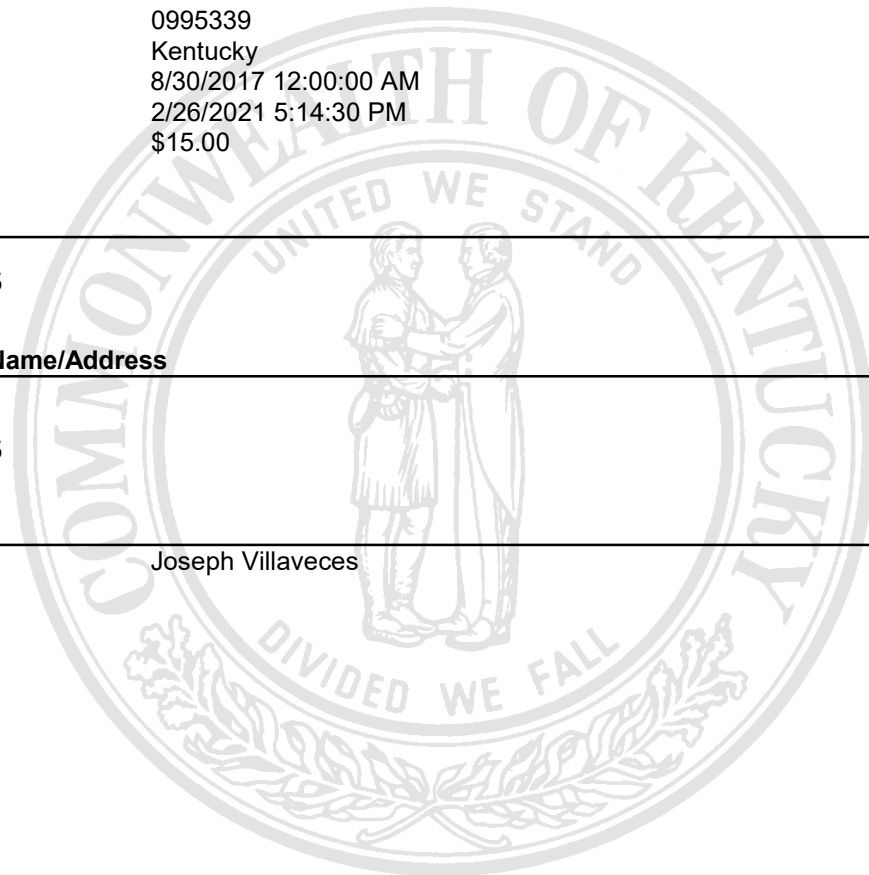 0995339
Kentucky
8/30/2017 12:00:00 AM
2/26/2021 5:14:30 PM
$15.00
COMMONWEALTH OF KENTUCKY
UNITED WE STAND
Name/Address
Joseph Villaveces
DIVIDED WE FALL